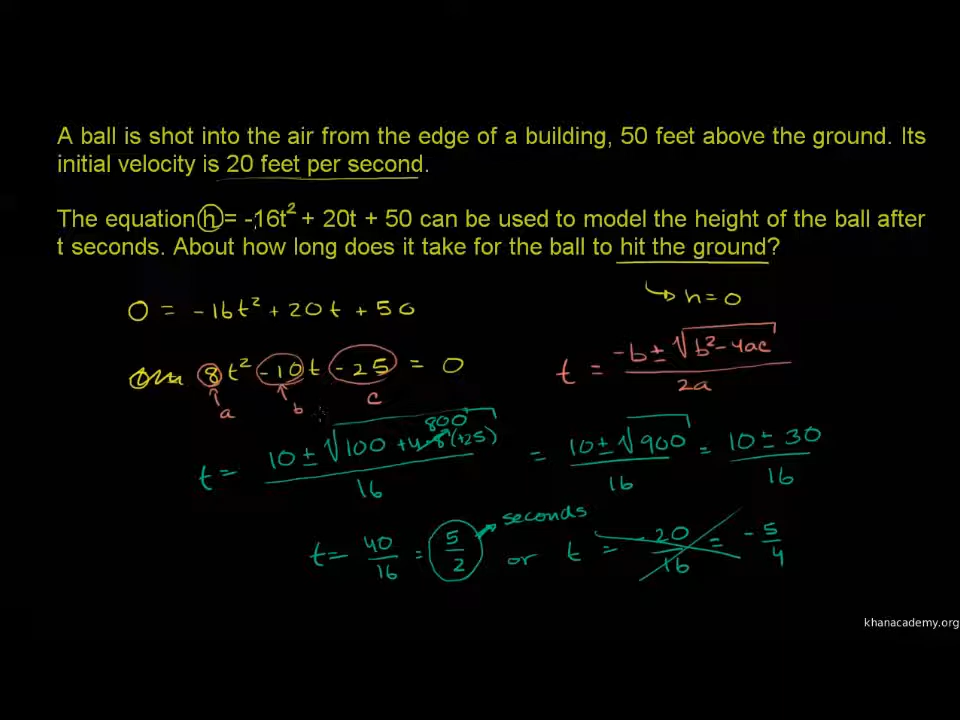 A ball is shot into the air from the edge of a building, 50 feet above the ground. Its
initial velocity is 20 feet per second.
The equation h = -16t² + 20t + 50 can be used to model the height of the ball after
t seconds. About how long does it take for the ball to hit the ground?
h = 0
0 = -16t² + 20t + 50
8t² -10t -25 = 0
a
b
c
t = (-b ± √(b² - 4ac)) / 2a
800
t = (10 ± √(100 + 4·8(+25))) / 16 = (10 ± √900) / 16 = (10 ± 30) / 16
seconds
t = 40/16 = 5/2 or t = -20/16 = -5/4
khanacademy.org